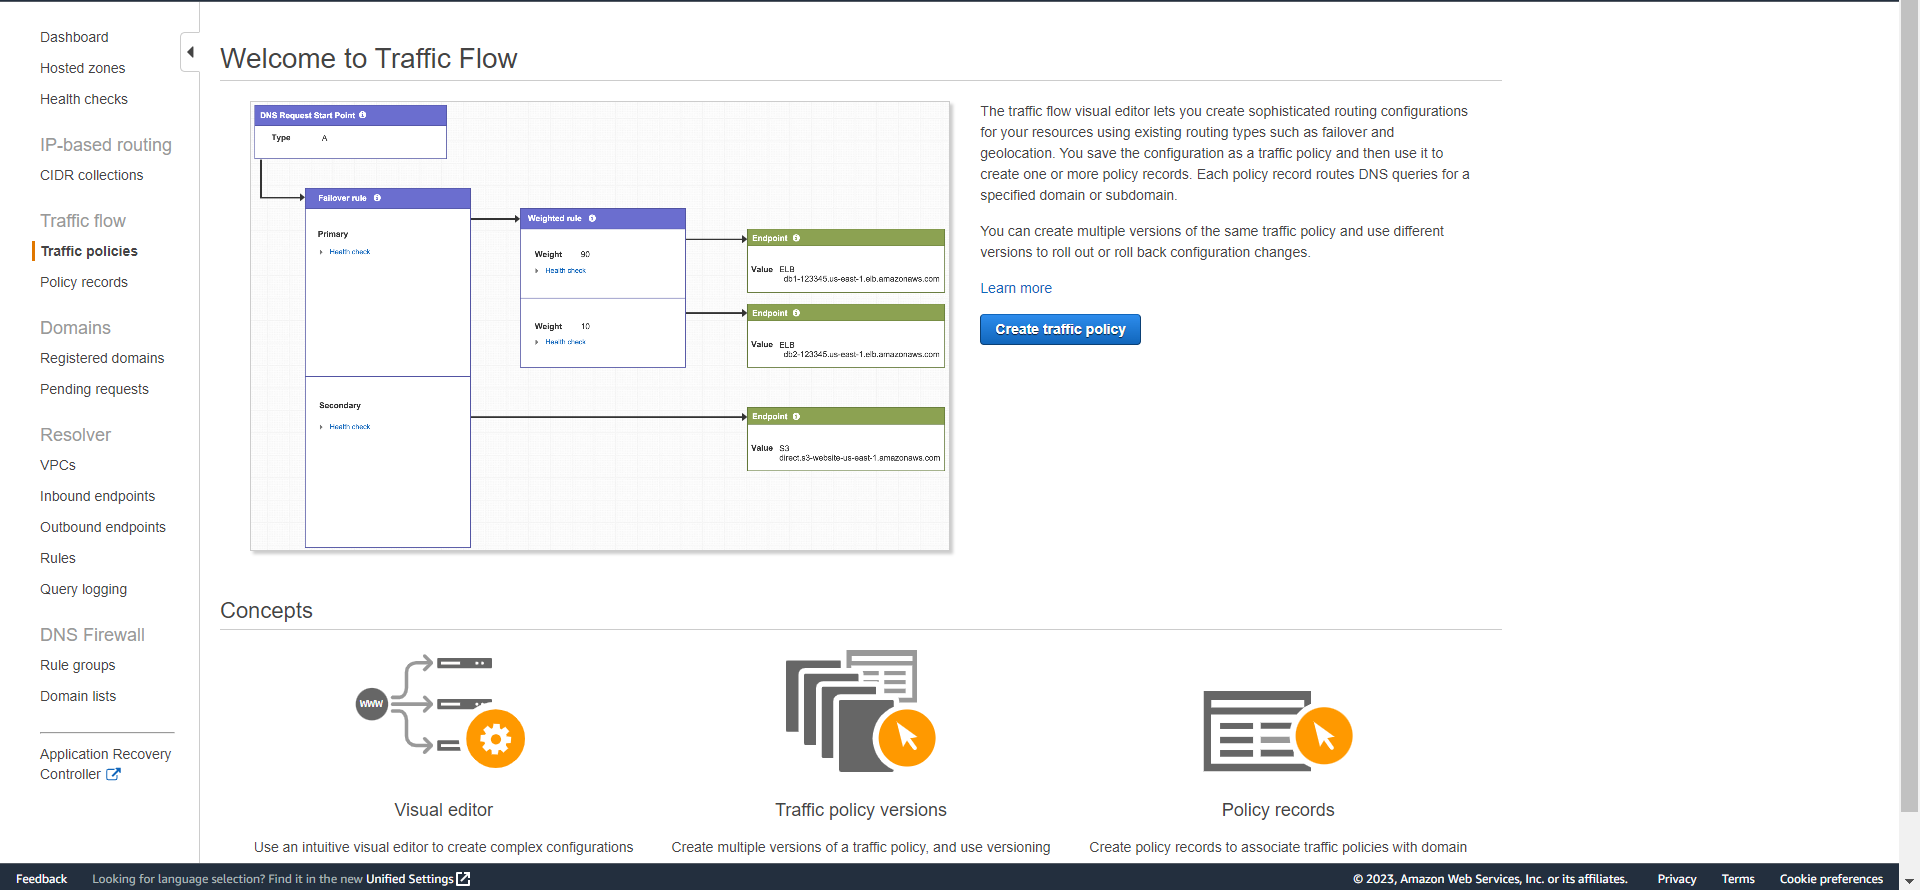 Dashboard
Hosted zones
Health checks
IP-based routing
CIDR collections
Traffic flow
Traffic policies
Policy records
Domains
Registered domains
Pending requests
Resolver
VPCs
Inbound endpoints
Outbound endpoints
Rules
Query logging
DNS Firewall
Rule groups
Domain lists
Application Recovery
Controller
Welcome to Traffic Flow
DNS Request Start Point
Type A
Failover rule
Primary
Health check
Secondary
Health check
Weighted rule
Weight 90
Health check
Weight 10
Health check
Endpoint
Value ELB
db1-123345.us-east-1.elb.amazonaws.com
Endpoint
Value ELB
db2-123345.us-east-1.elb.amazonaws.com
Endpoint
Value S3
direct.s3-website-us-east-1.amazonaws.com
The traffic flow visual editor lets you create sophisticated routing configurations
for your resources using existing routing types such as failover and
geolocation. You save the configuration as a traffic policy and then use it to
create one or more policy records. Each policy record routes DNS queries for a
specified domain or subdomain.
You can create multiple versions of the same traffic policy and use different
versions to roll out or roll back configuration changes.
Learn more
Create traffic policy
Concepts
www
Visual editor
Use an intuitive visual editor to create complex configurations
Traffic policy versions
Create multiple versions of a traffic policy, and use versioning
Policy records
Create policy records to associate traffic policies with domain
Feedback
Looking for language selection? Find it in the new Unified Settings
© 2023, Amazon Web Services, Inc. or its affiliates.
Privacy
Terms
Cookie preferences